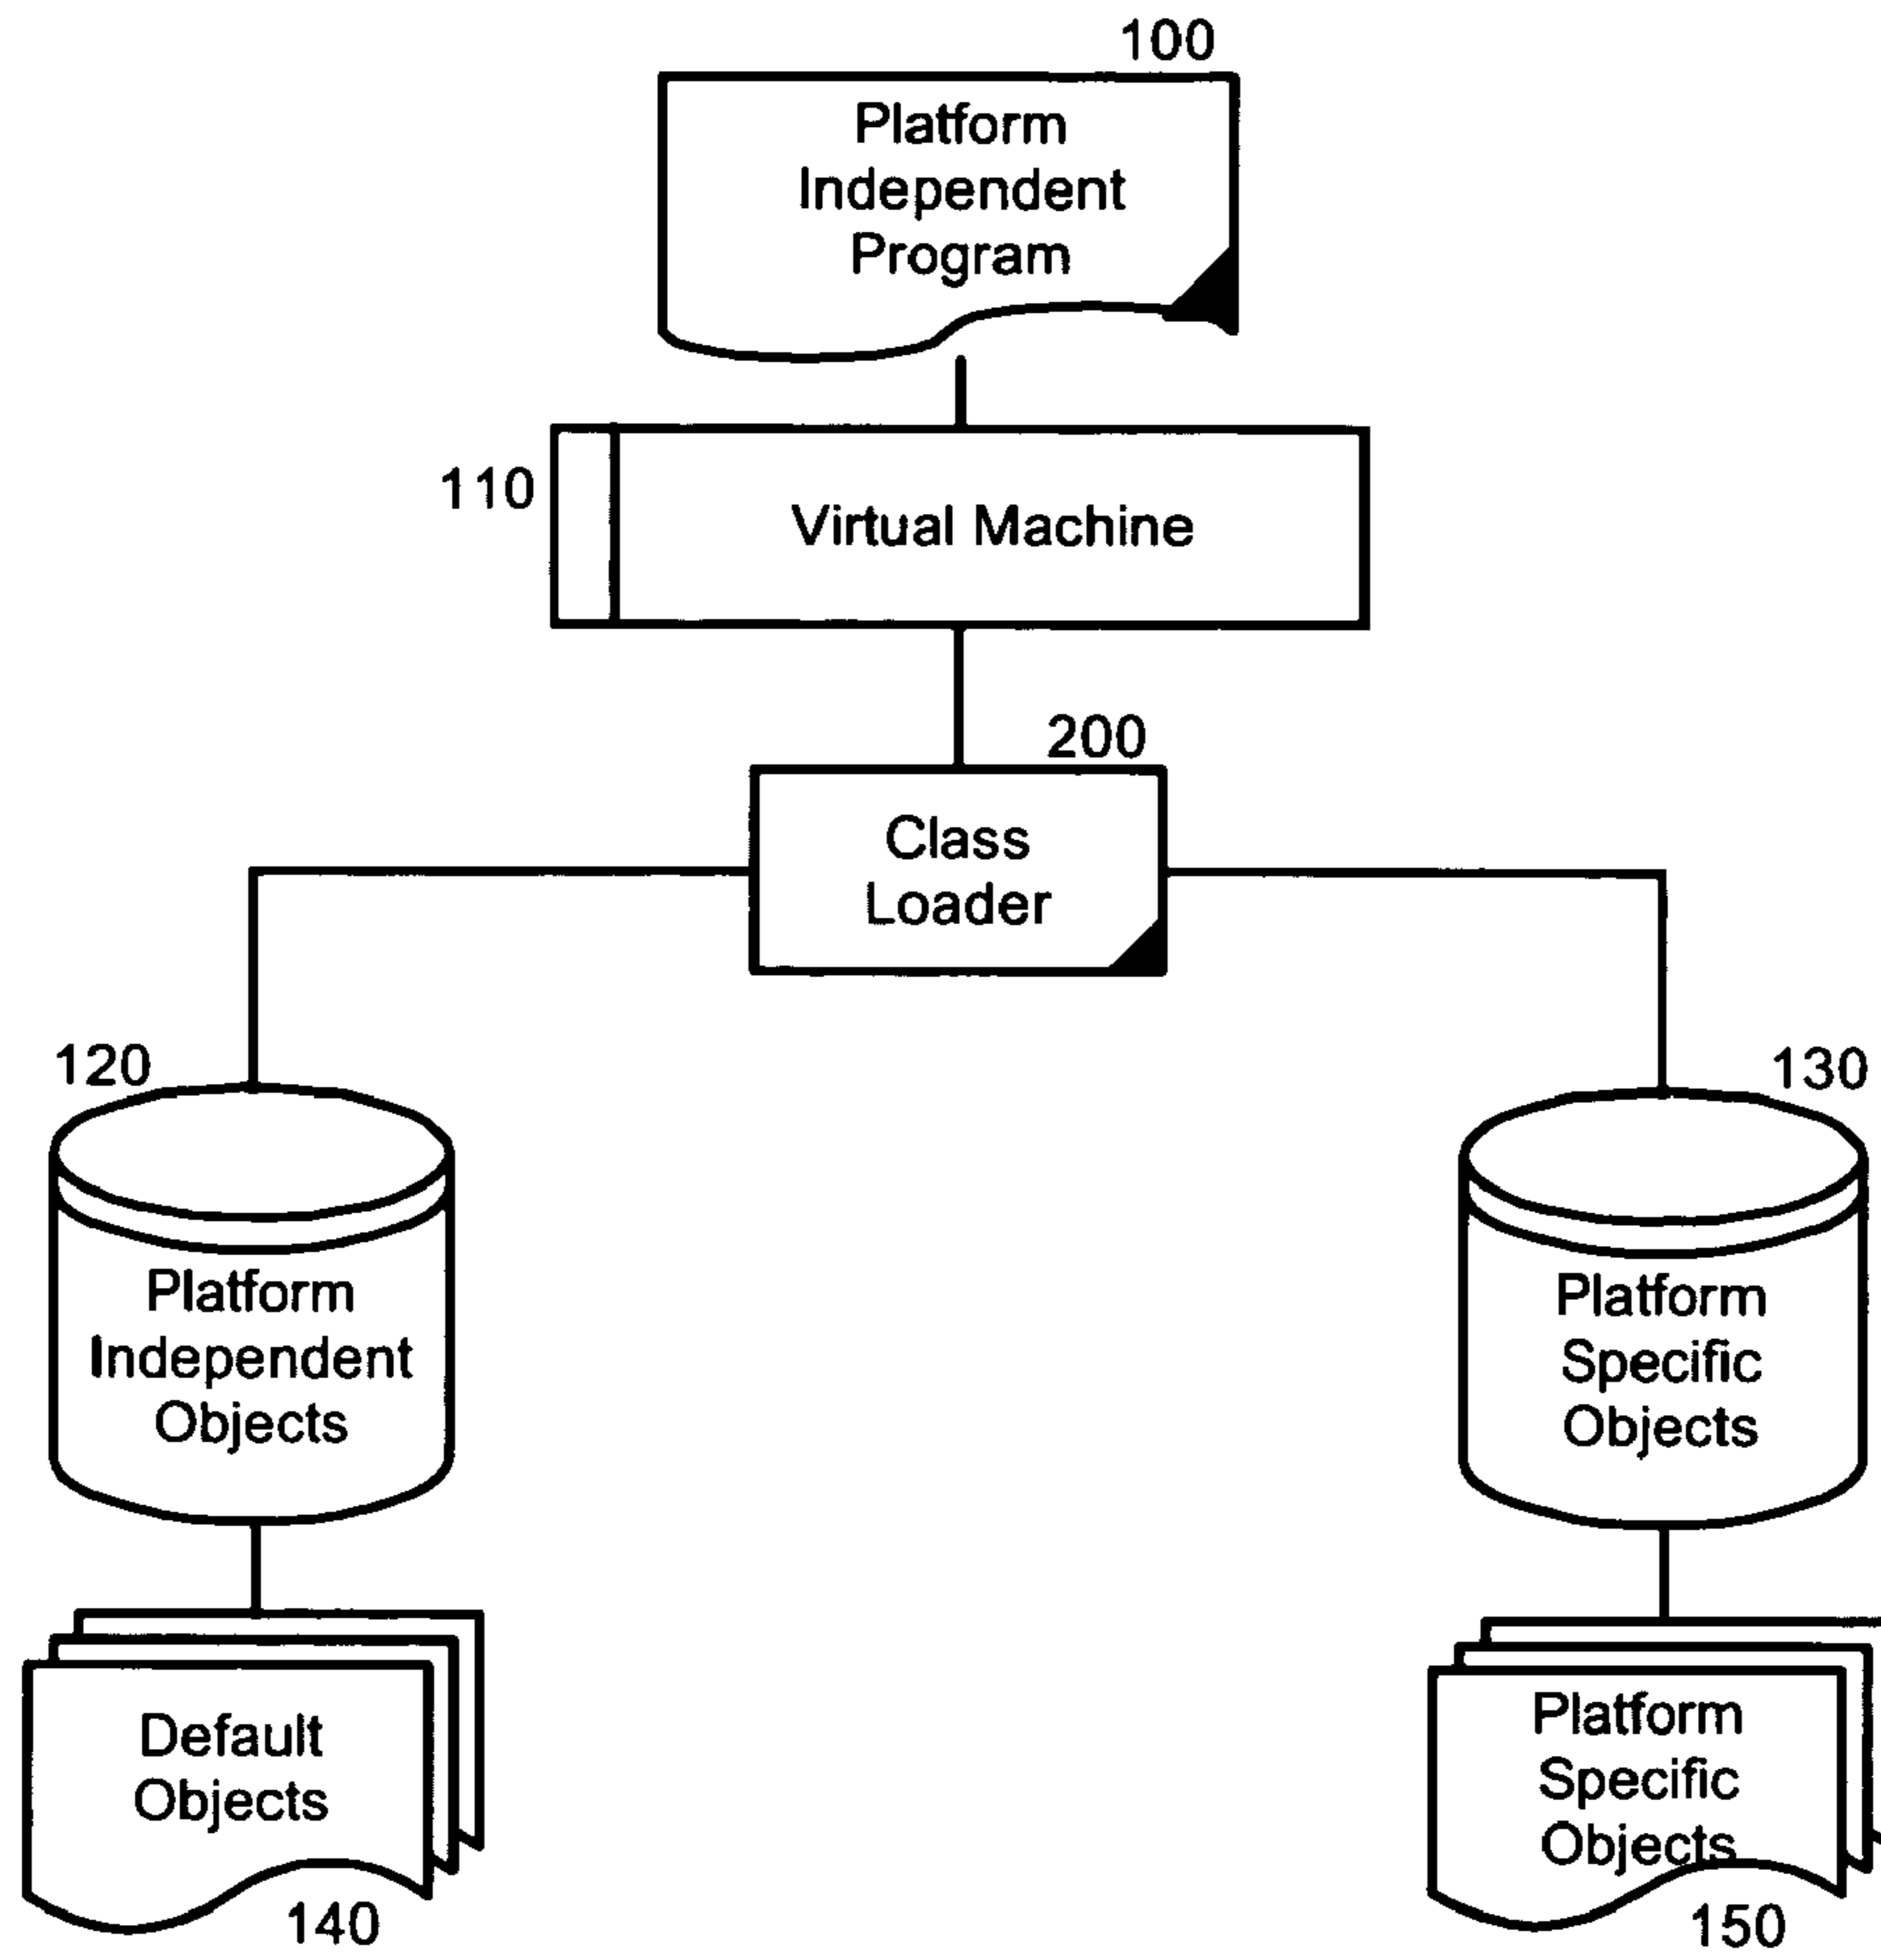 100
Platform
Independent
Program
110
Virtual Machine
200
Class
Loader
120
130
Platform
Independent
Objects
Platform
Specific
Objects
Default
Objects
140
Platform
Specific
Objects
150